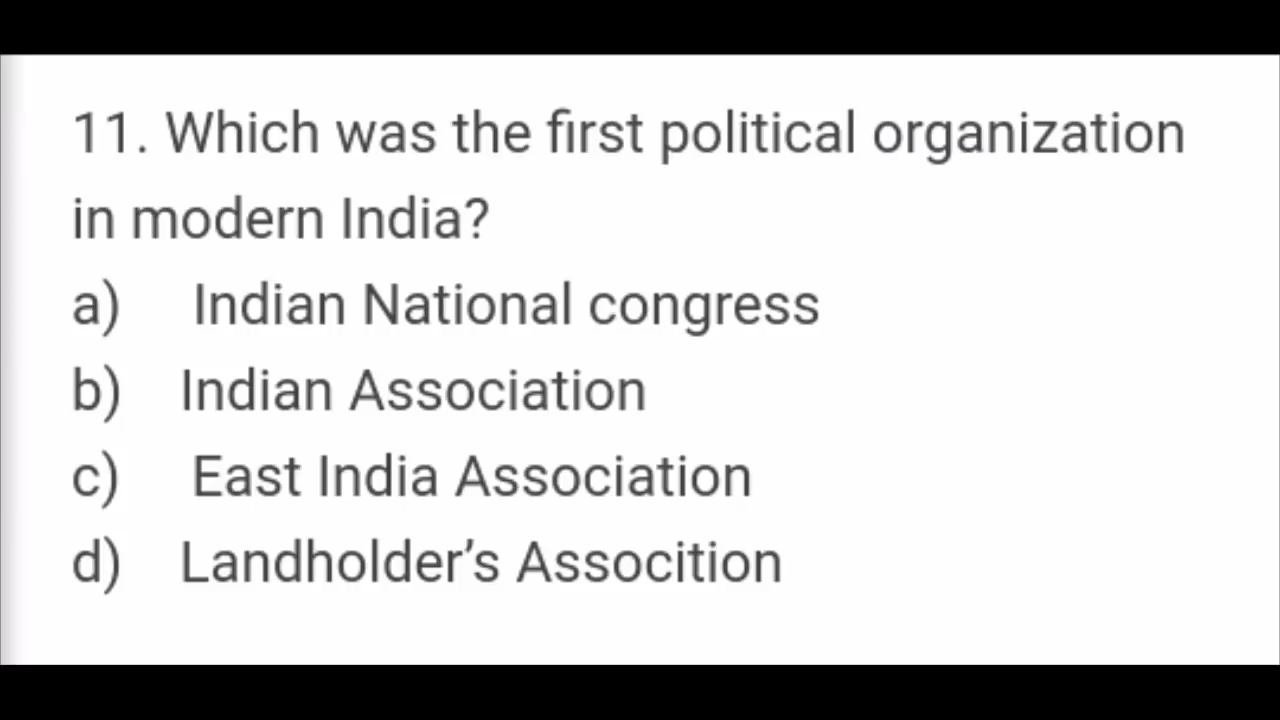 11. Which was the first political organization
in modern India?
a) Indian National congress
b) Indian Association
c) East India Association
d) Landholder’s Assocition